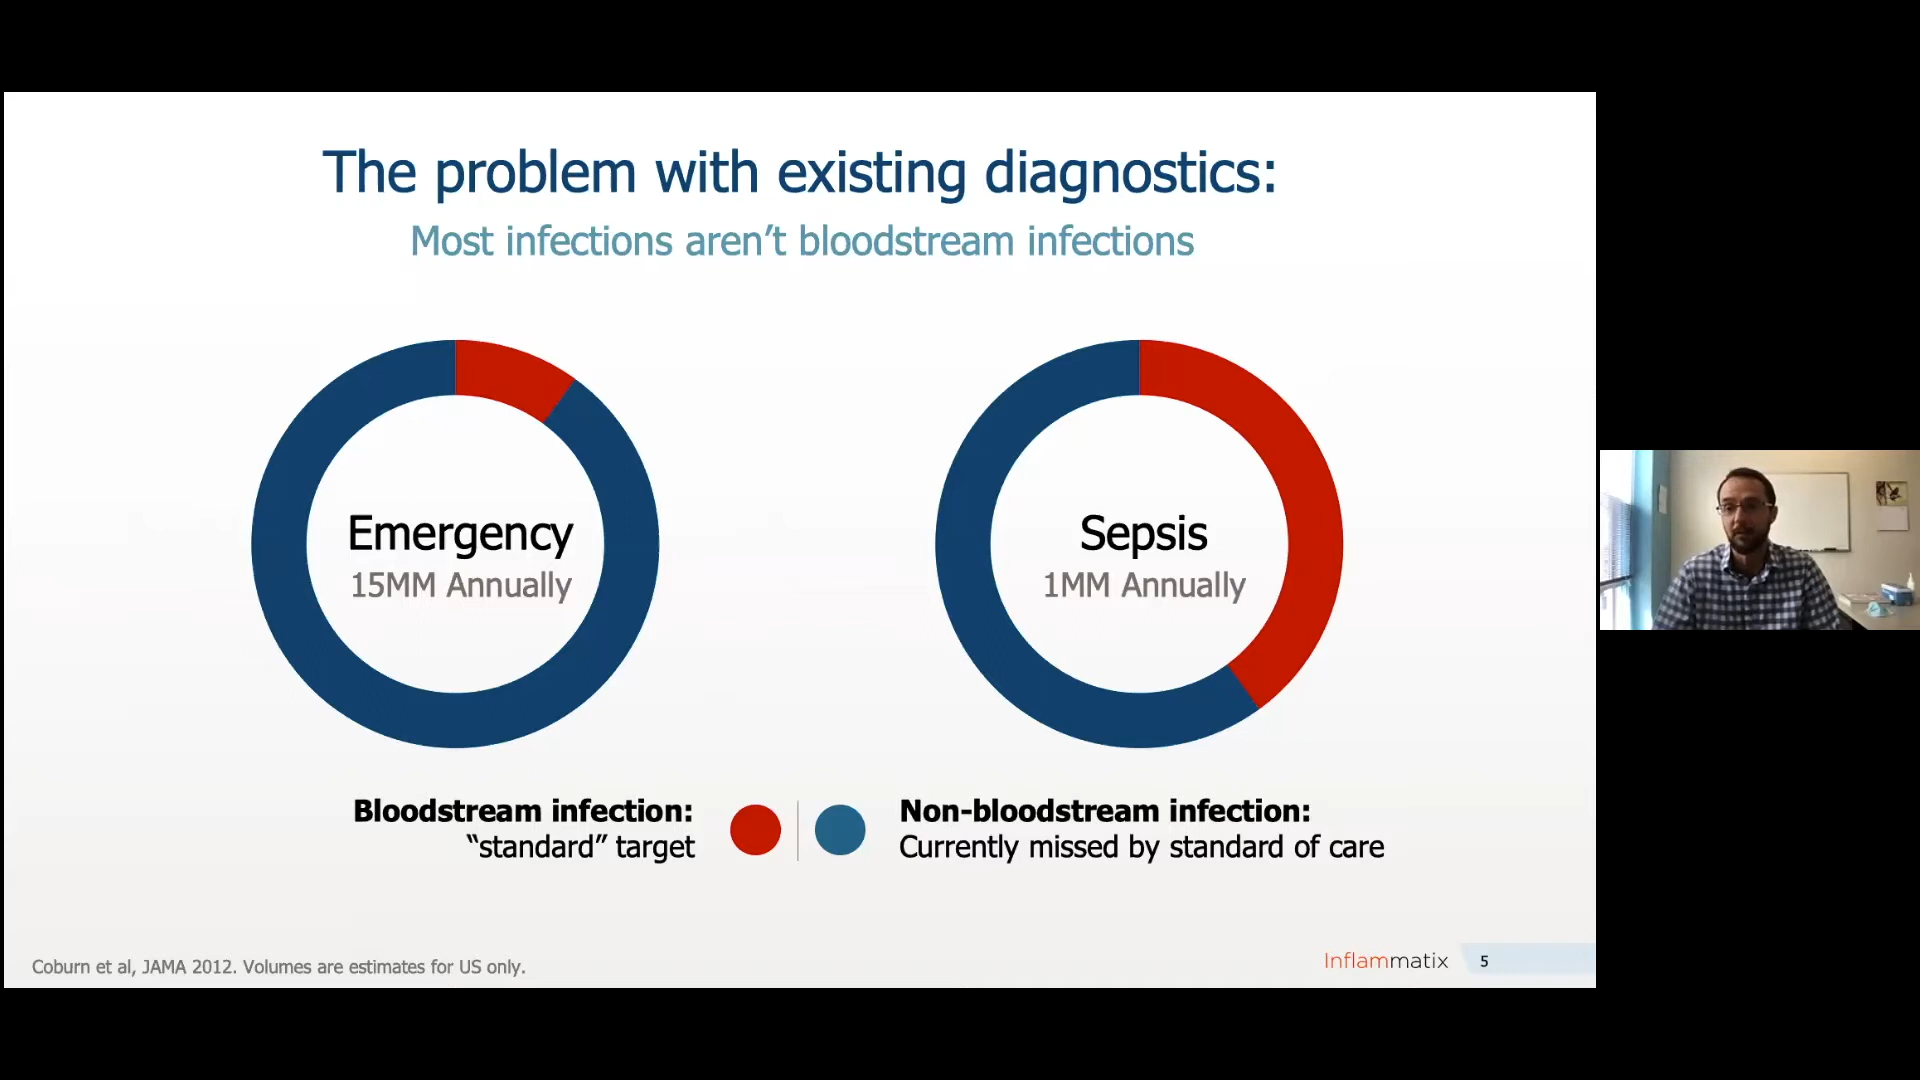 The problem with existing diagnostics:
Most infections aren’t bloodstream infections
Emergency
15MM Annually
Sepsis
1MM Annually
Bloodstream infection:
“standard” target
Non-bloodstream infection:
Currently missed by standard of care
Coburn et al, JAMA 2012. Volumes are estimates for US only.
Inflammatix
5